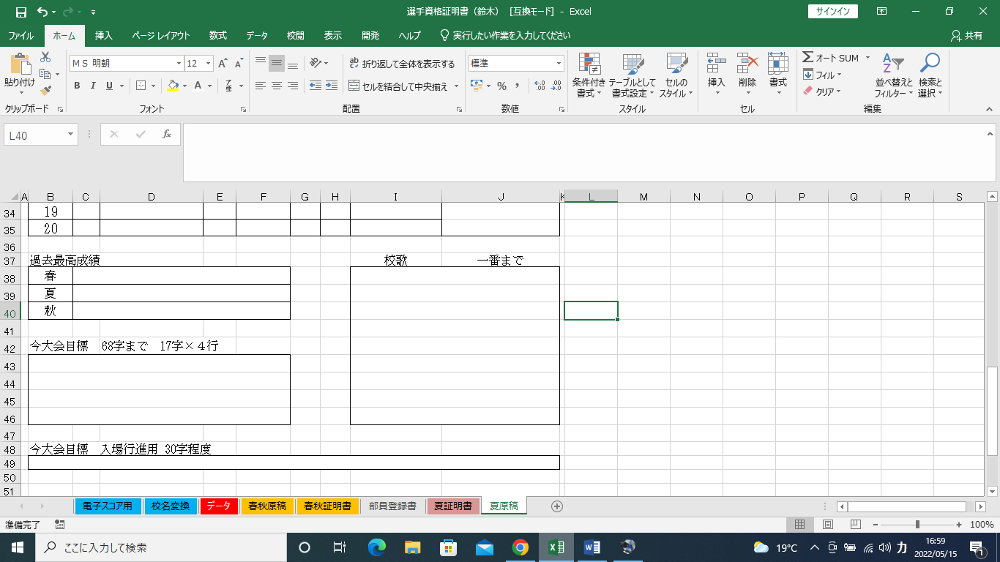 選手資格証明書（鈴木） [互換モード] - Excel
サインイン
ファイル ホーム 挿入 ページ レイアウト 数式 データ 校閲 表示 開発 ヘルプ 実行したい作業を入力してください 共有
貼り付け
クリップボード
ＭＳ 明朝 12
B I U A
フォント
折り返して全体を表示する
セルを結合して中央揃え
配置
標準
%
数値
条件付き書式
テーブルとして書式設定
セルのスタイル
スタイル
挿入 削除 書式
セル
オート SUM
フィル
クリア
並べ替えとフィルター
検索と選択
編集
L40
fx
A B C D E F G H I J K L M N O P Q R S
34 19
35 20
36
37 過去最高成績 校歌 一番まで
38 春
39 夏
40 秋
41
42 今大会目標 68字まで 17字×４行
43
44
45
46
47
48 今大会目標 入場行進用 30字程度
49
50
51
電子スコア用 校名変換 データ 春秋原稿 春秋証明書 部員登録書 夏証明書 夏原稿
準備完了 100%
ここに入力して検索
19°C
16:59
2022/05/15